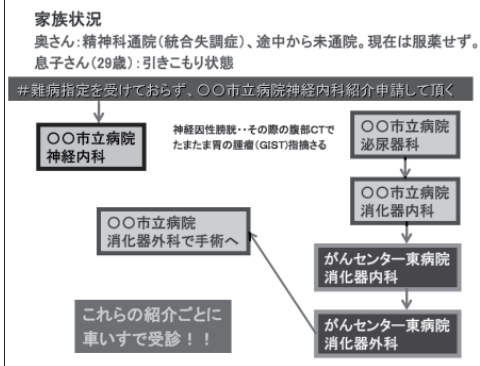 家族状況
奥さん：精神科通院（統合失調症）、途中から未通院。現在は服薬せず。
息子さん（29歳）：引きこもり状態
＃難病指定を受けておらず、〇〇市立病院神経内科紹介申請して頂く
〇〇市立病院
神経内科
神経因性膀胱・・その際の腹部CTで
たまたま胃の腫瘤（GIST）指摘さる
〇〇市立病院
泌尿器科
〇〇市立病院
消化器内科
〇〇市立病院
消化器外科で手術へ
がんセンター東病院
消化器内科
がんセンター東病院
消化器外科
これらの紹介ごとに
車いすで受診！！